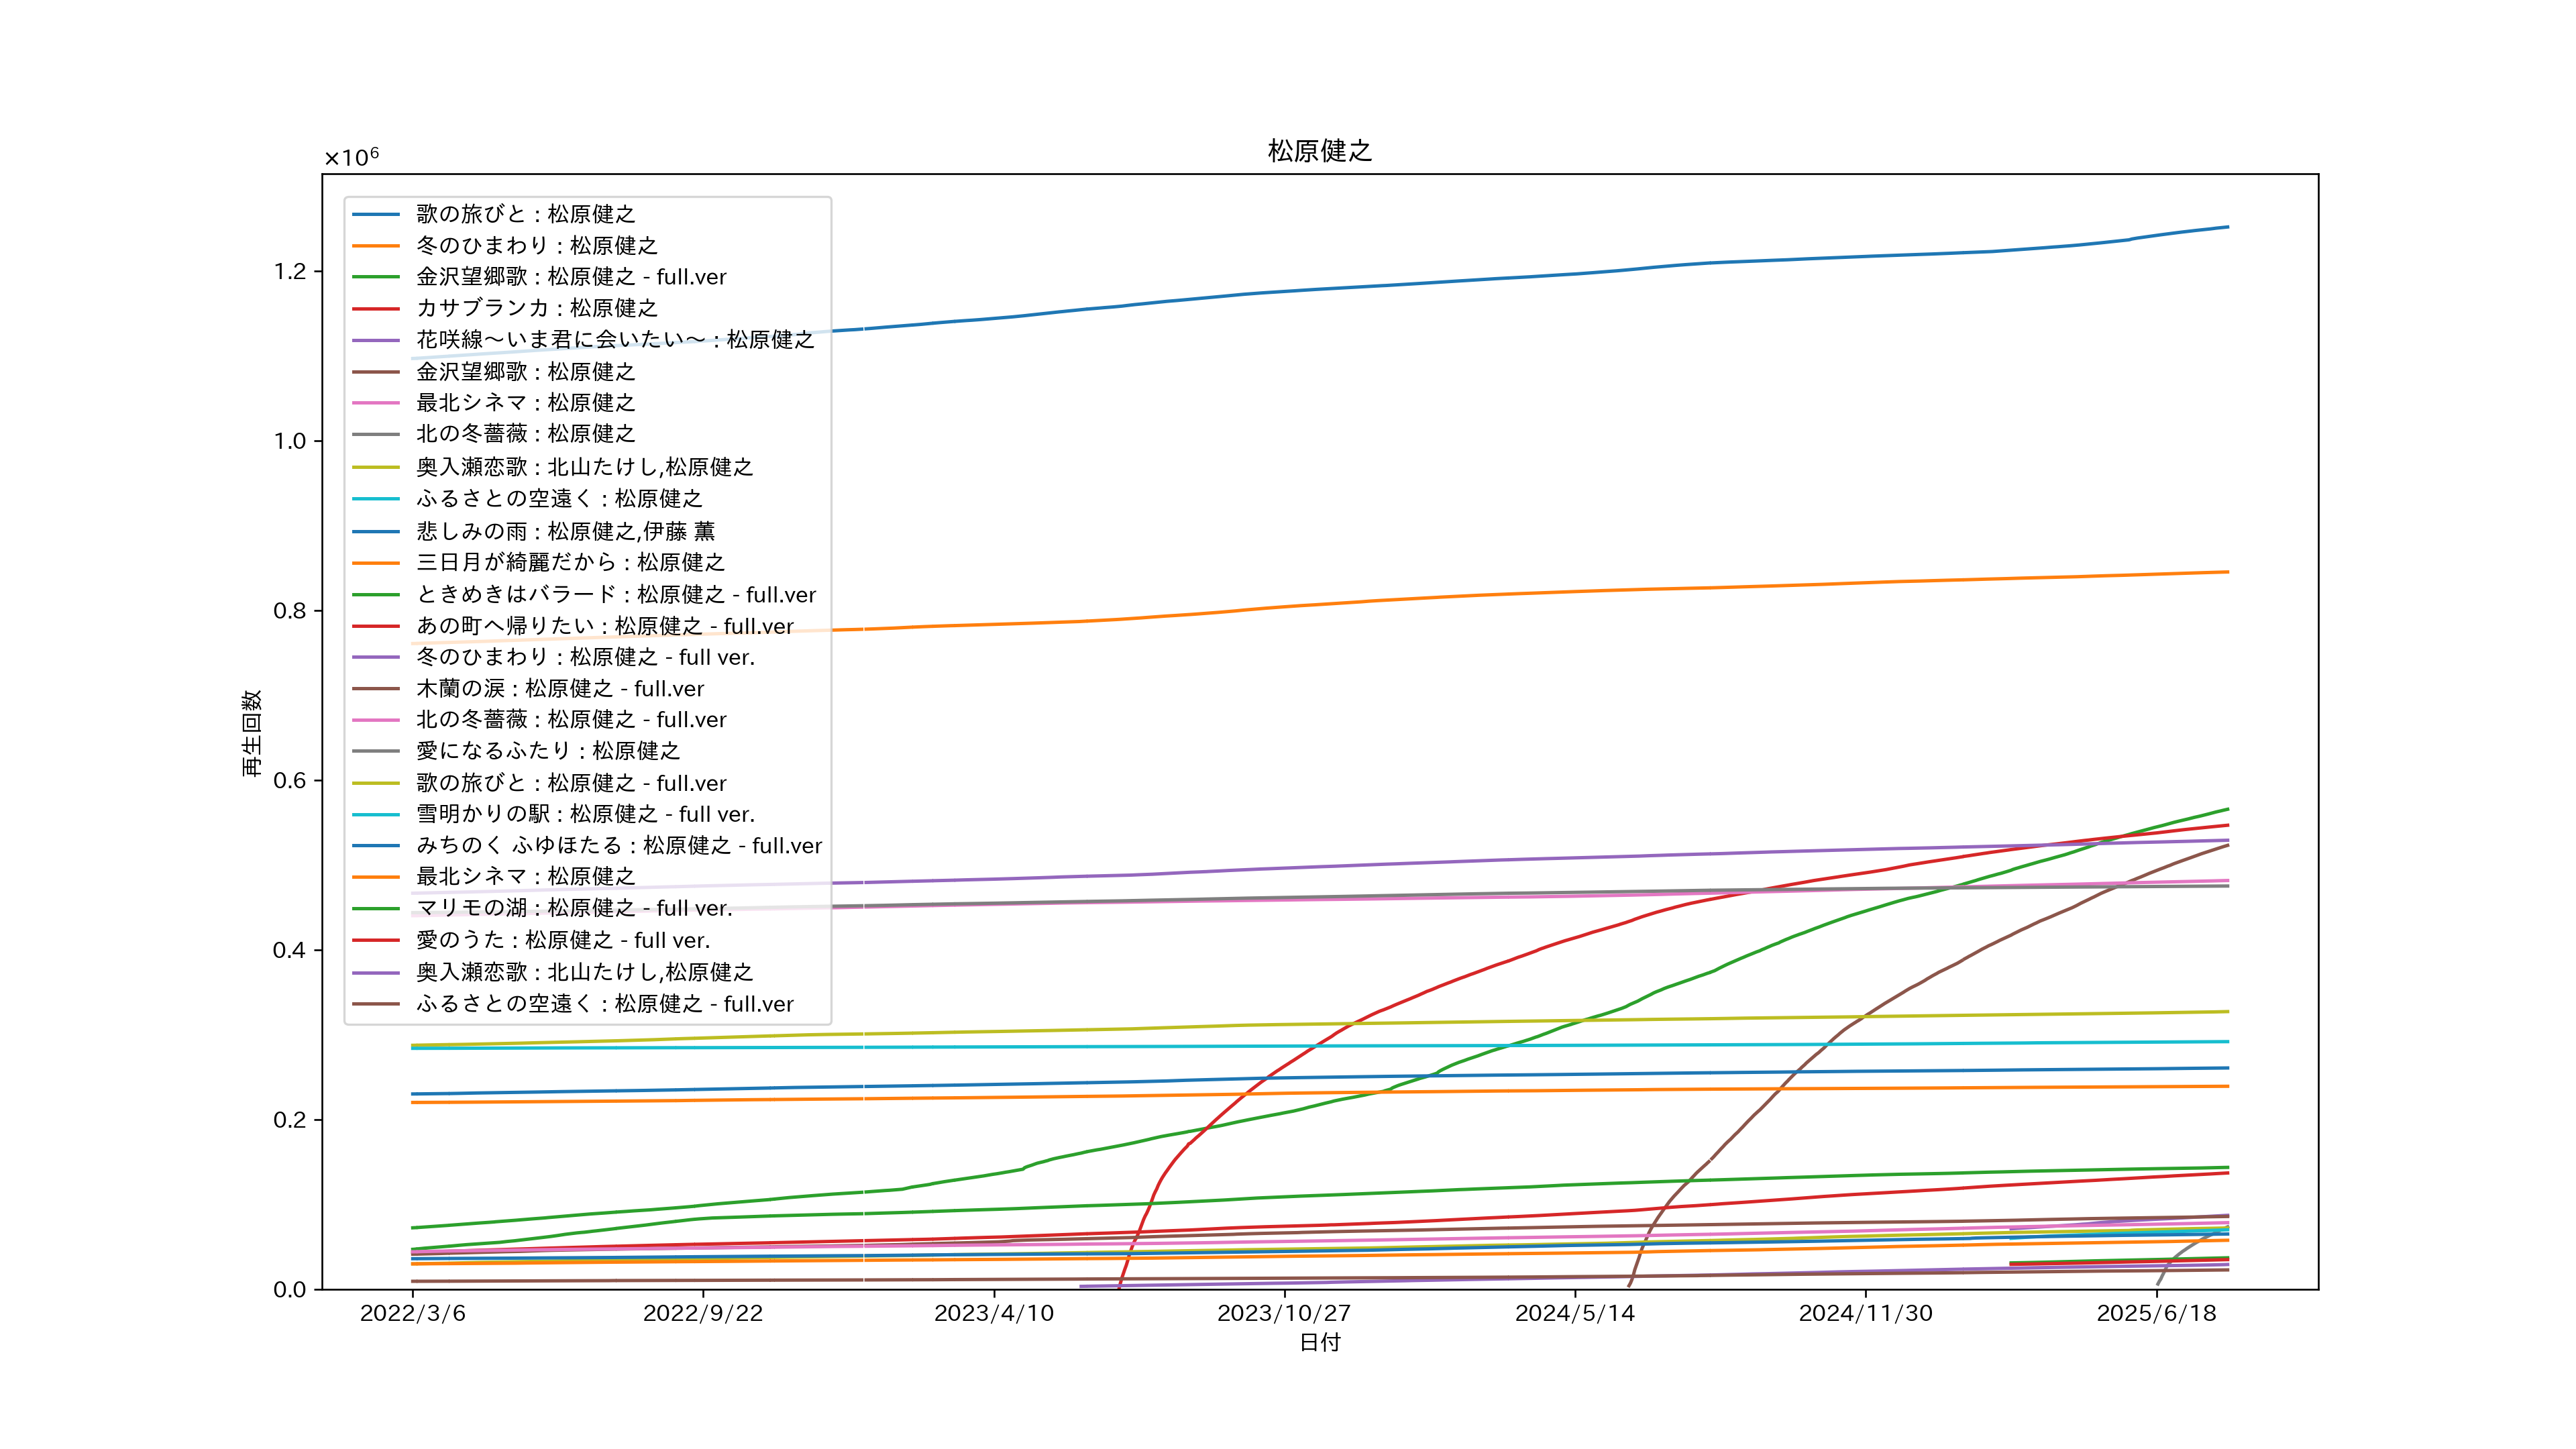 松原健之
×10⁶
歌の旅びと : 松原健之
冬のひまわり : 松原健之
金沢望郷歌 : 松原健之 - full.ver
カサブランカ : 松原健之
花咲線～いま君に会いたい～ : 松原健之
金沢望郷歌 : 松原健之
最北シネマ : 松原健之
北の冬薔薇 : 松原健之
奥入瀬恋歌 : 北山たけし,松原健之
ふるさとの空遠く : 松原健之
悲しみの雨 : 松原健之,伊藤 薫
三日月が綺麗だから : 松原健之
ときめきはバラード : 松原健之 - full.ver
あの町へ帰りたい : 松原健之 - full.ver
冬のひまわり : 松原健之 - full ver.
木蘭の涙 : 松原健之 - full.ver
北の冬薔薇 : 松原健之 - full.ver
愛になるふたり : 松原健之
歌の旅びと : 松原健之 - full.ver
雪明かりの駅 : 松原健之 - full ver.
みちのく ふゆほたる : 松原健之 - full.ver
最北シネマ : 松原健之
マリモの湖 : 松原健之 - full ver.
愛のうた : 松原健之 - full ver.
奥入瀬恋歌 : 北山たけし,松原健之
ふるさとの空遠く : 松原健之 - full.ver
1.2
1.0
0.8
0.6
0.4
0.2
0.0
再生回数
2022/3/6
2022/9/22
2023/4/10
2023/10/27
2024/5/14
2024/11/30
2025/6/18
日付